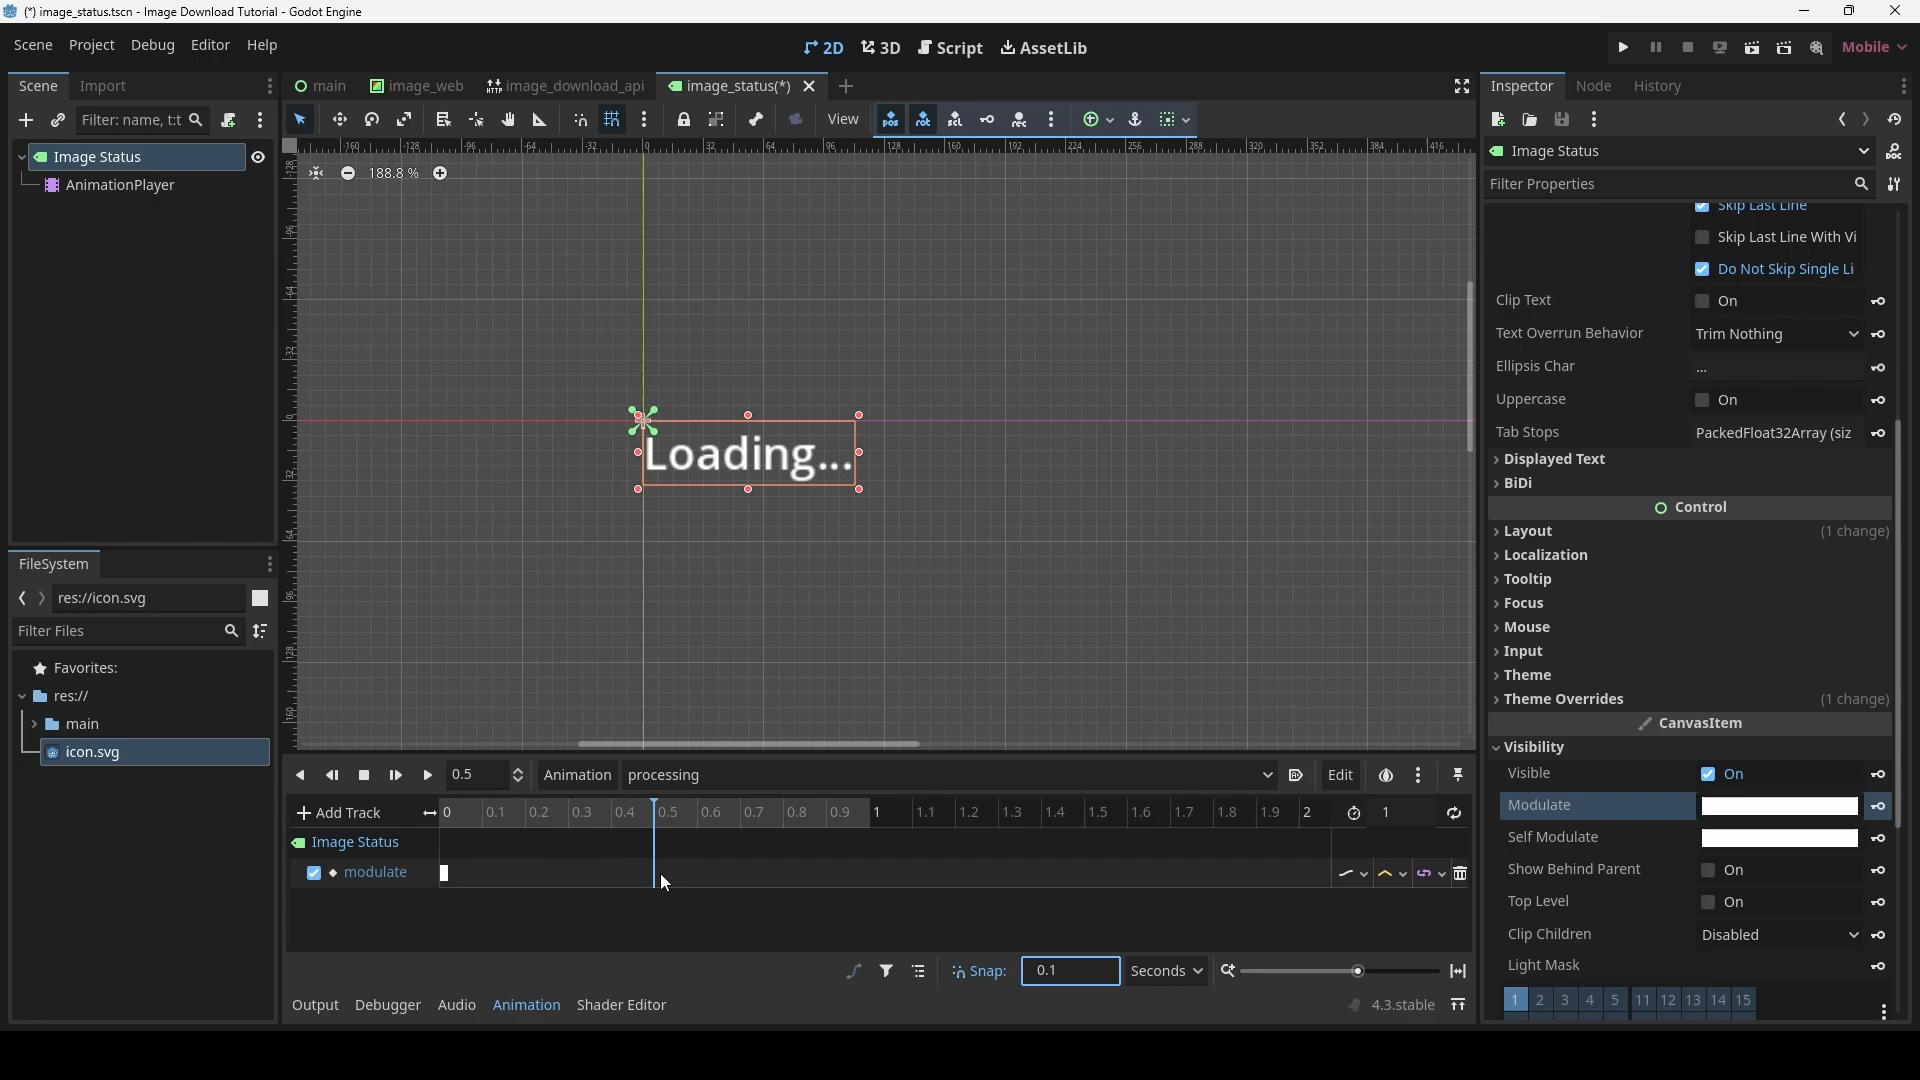 (*) image_status.tscn - Image Download Tutorial - Godot Engine
Scene Project Debug Editor Help
2D 3D Script AssetLib
Mobile
Scene Import
main image_web image_download_api image_status(*)
Inspector Node History
Filter: name, t:t
View
Image Status
AnimationPlayer
188.8 %
Loading...
Image Status
Filter Properties
Skip Last Line
Skip Last Line With Vi
Do Not Skip Single Li
Clip Text On
Text Overrun Behavior Trim Nothing
Ellipsis Char ...
Uppercase On
Tab Stops PackedFloat32Array (siz
Displayed Text
BiDi
Control
Layout (1 change)
Localization
Tooltip
Focus
Mouse
Input
Theme
Theme Overrides (1 change)
CanvasItem
Visibility
Visible On
Modulate
Self Modulate
Show Behind Parent On
Top Level On
Clip Children Disabled
Light Mask
1 2 3 4 5 11 12 13 14 15
FileSystem
res://icon.svg
Filter Files
Favorites:
res://
main
icon.svg
0.5 Animation processing Edit
Add Track 0 0.1 0.2 0.3 0.4 0.5 0.6 0.7 0.8 0.9 1 1.1 1.2 1.3 1.4 1.5 1.6 1.7 1.8 1.9 2 1
Image Status
modulate
Snap: 0.1 Seconds
Output Debugger Audio Animation Shader Editor 4.3.stable